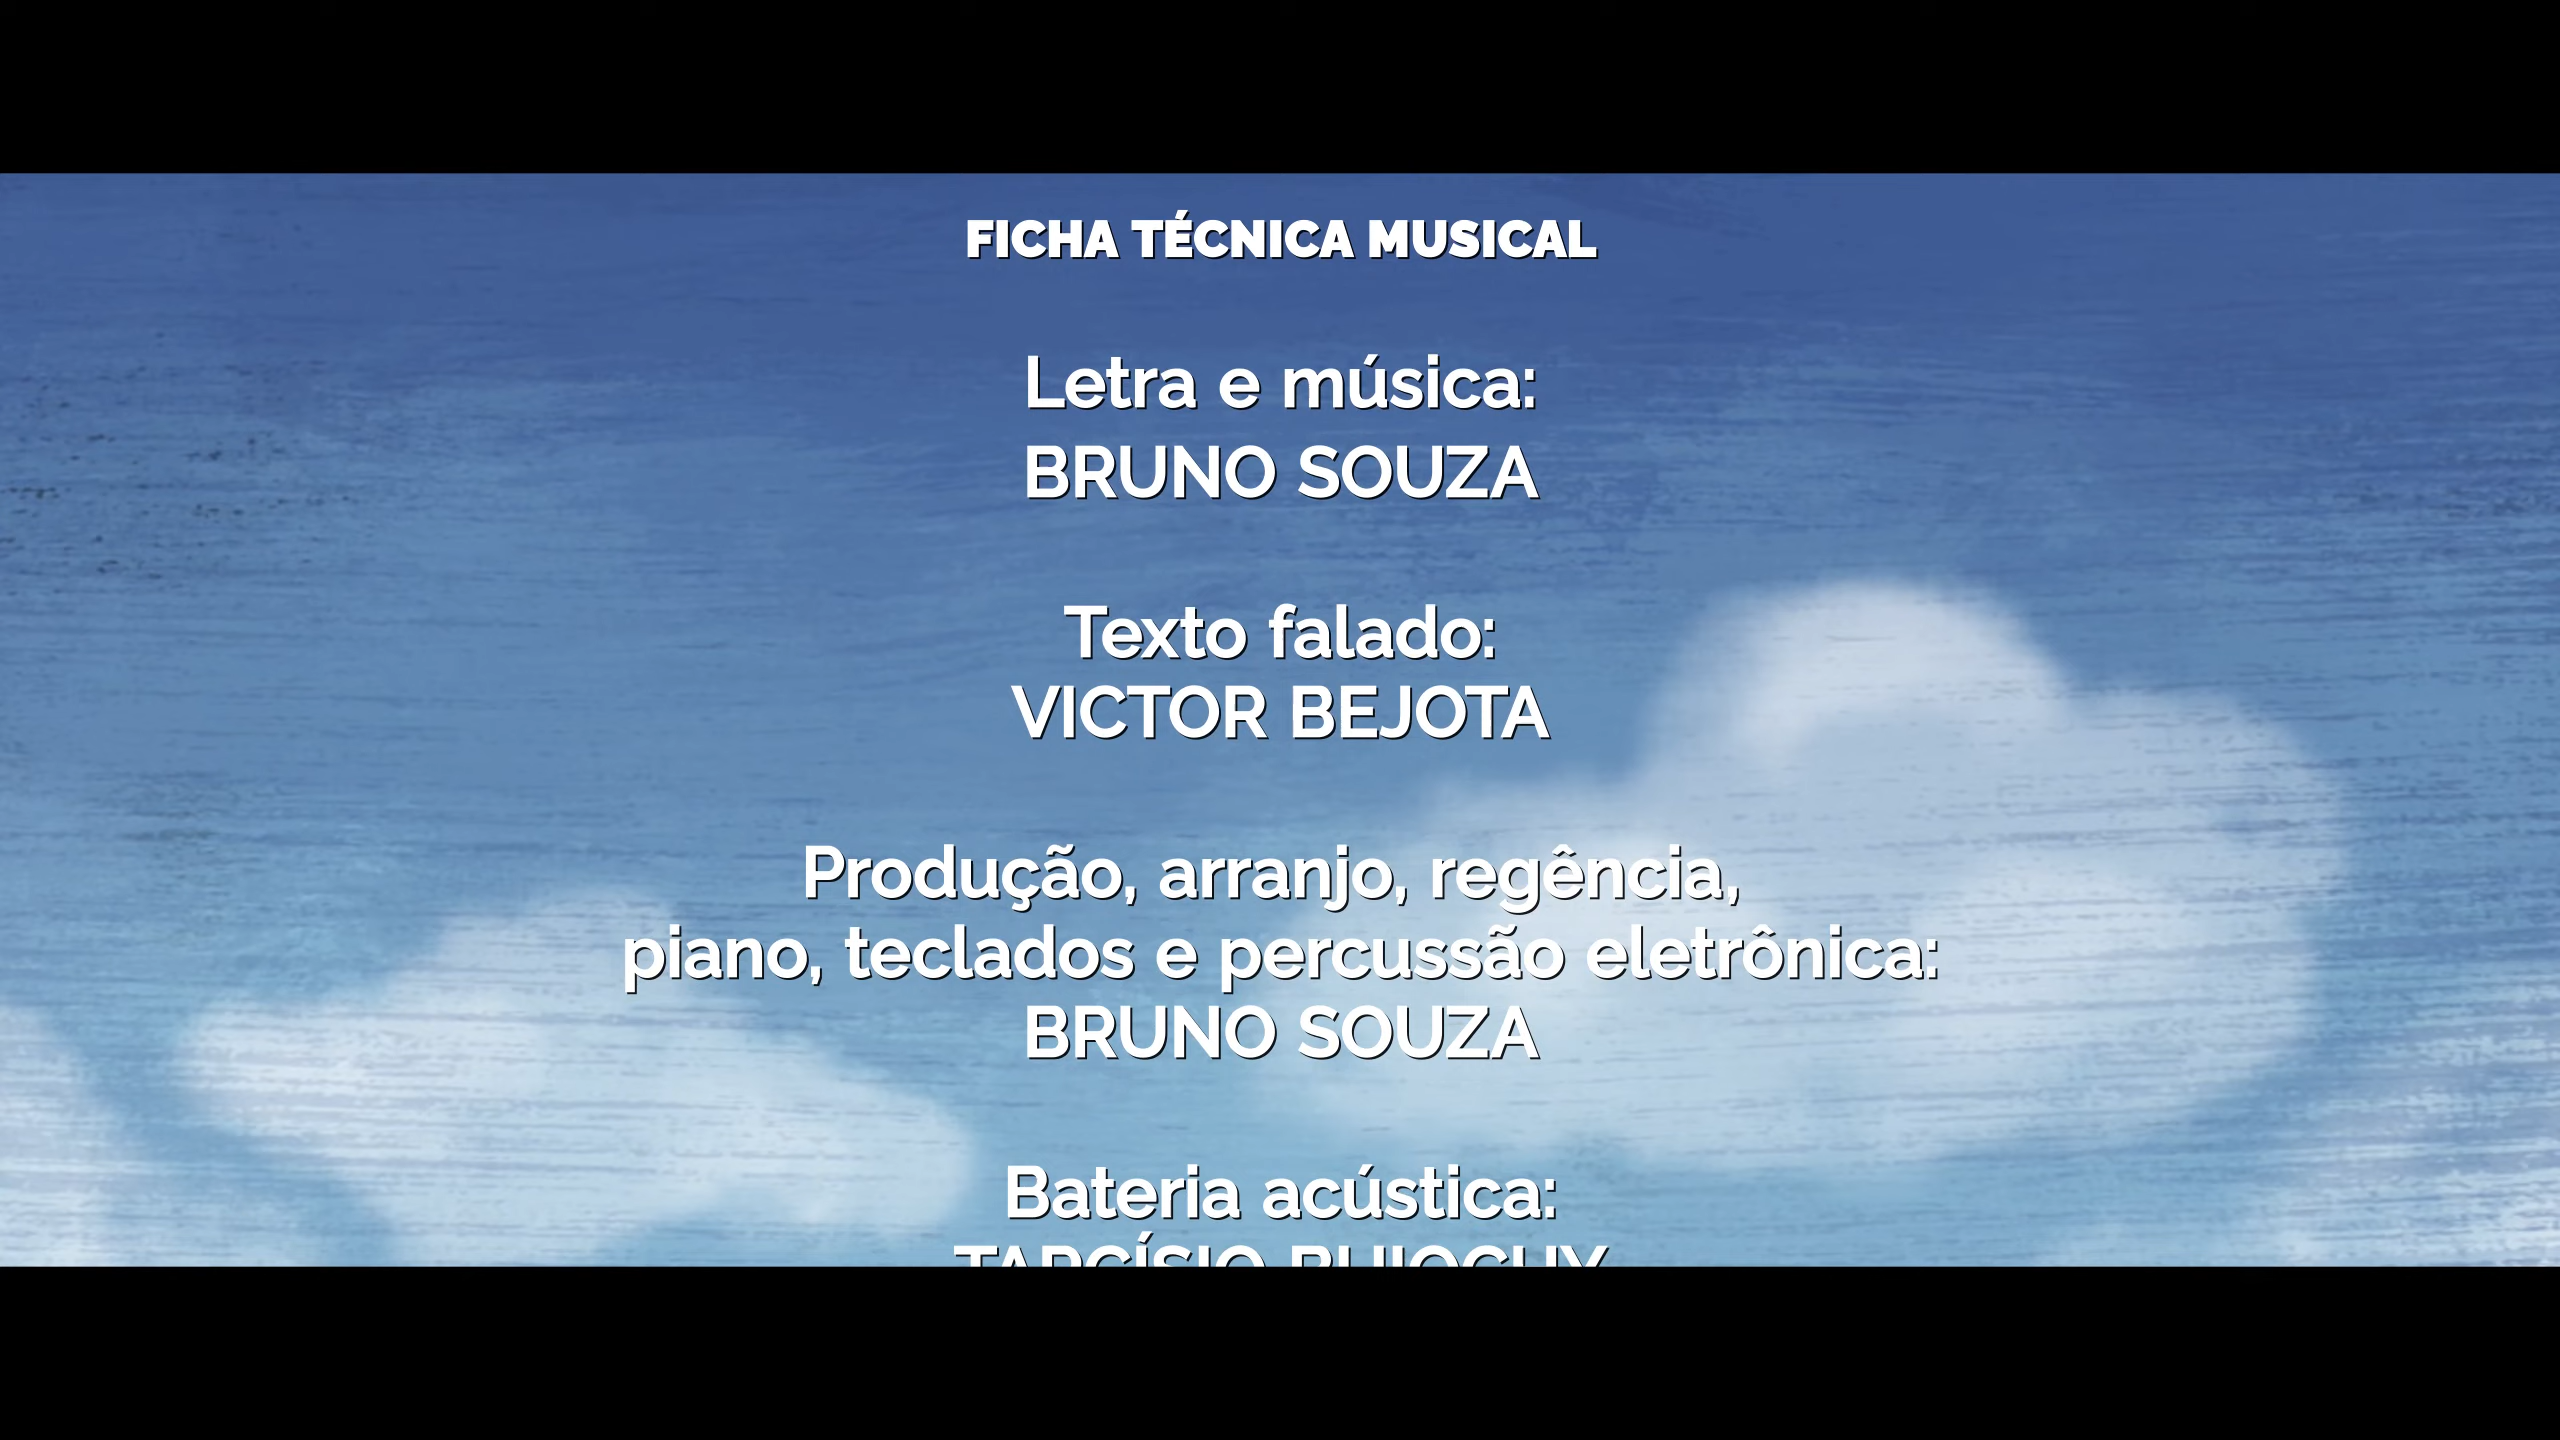 FICHA TÉCNICA MUSICAL
Letra e música:
BRUNO SOUZA
Texto falado:
VICTOR BEJOTA
Produção, arranjo, regência,
piano, teclados e percussão eletrônica:
BRUNO SOUZA
Bateria acústica:
TARCÍSIO